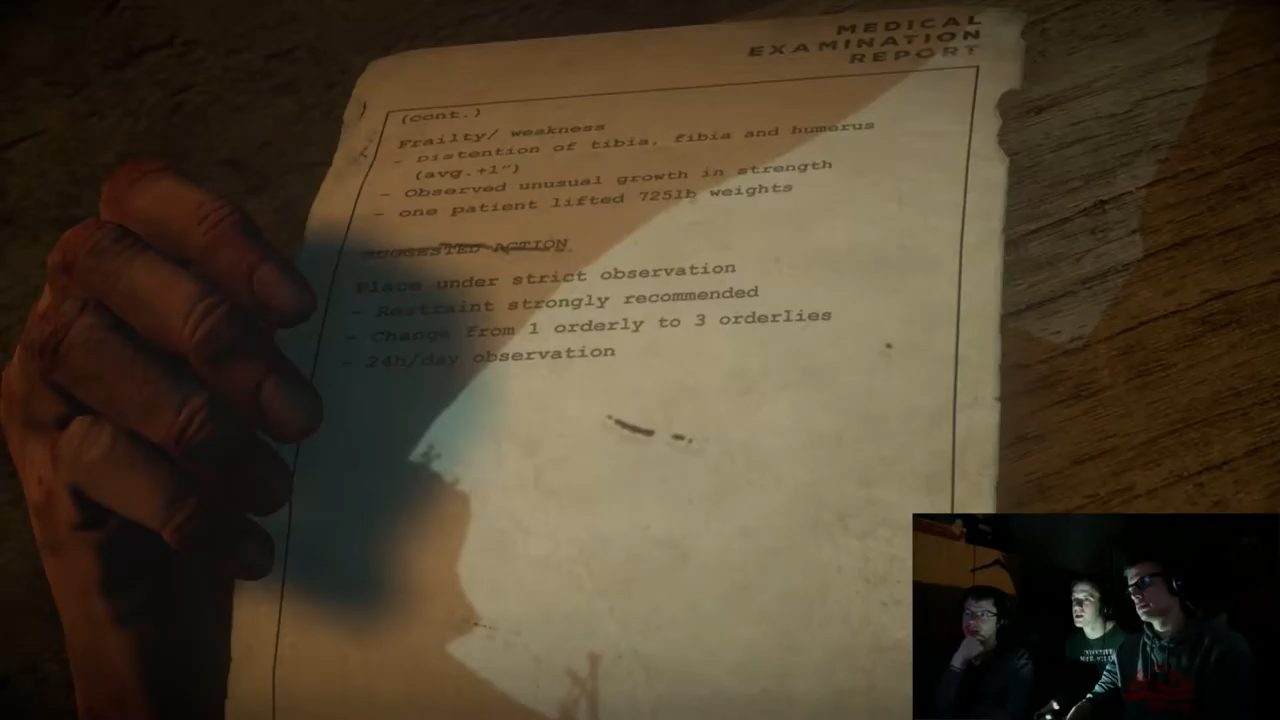 MEDICAL
EXAMINATION
REPORT
(cont.)
Frailty/ weakness
- Distention of tibia, fibia and humerus
(avg.+1")
- Observed unusual growth in strength
- one patient lifted 725lb weights
SUGGESTED ACTION
Place under strict observation
- Restraint strongly recommended
- Change from 1 orderly to 3 orderlies
- 24h/day observation